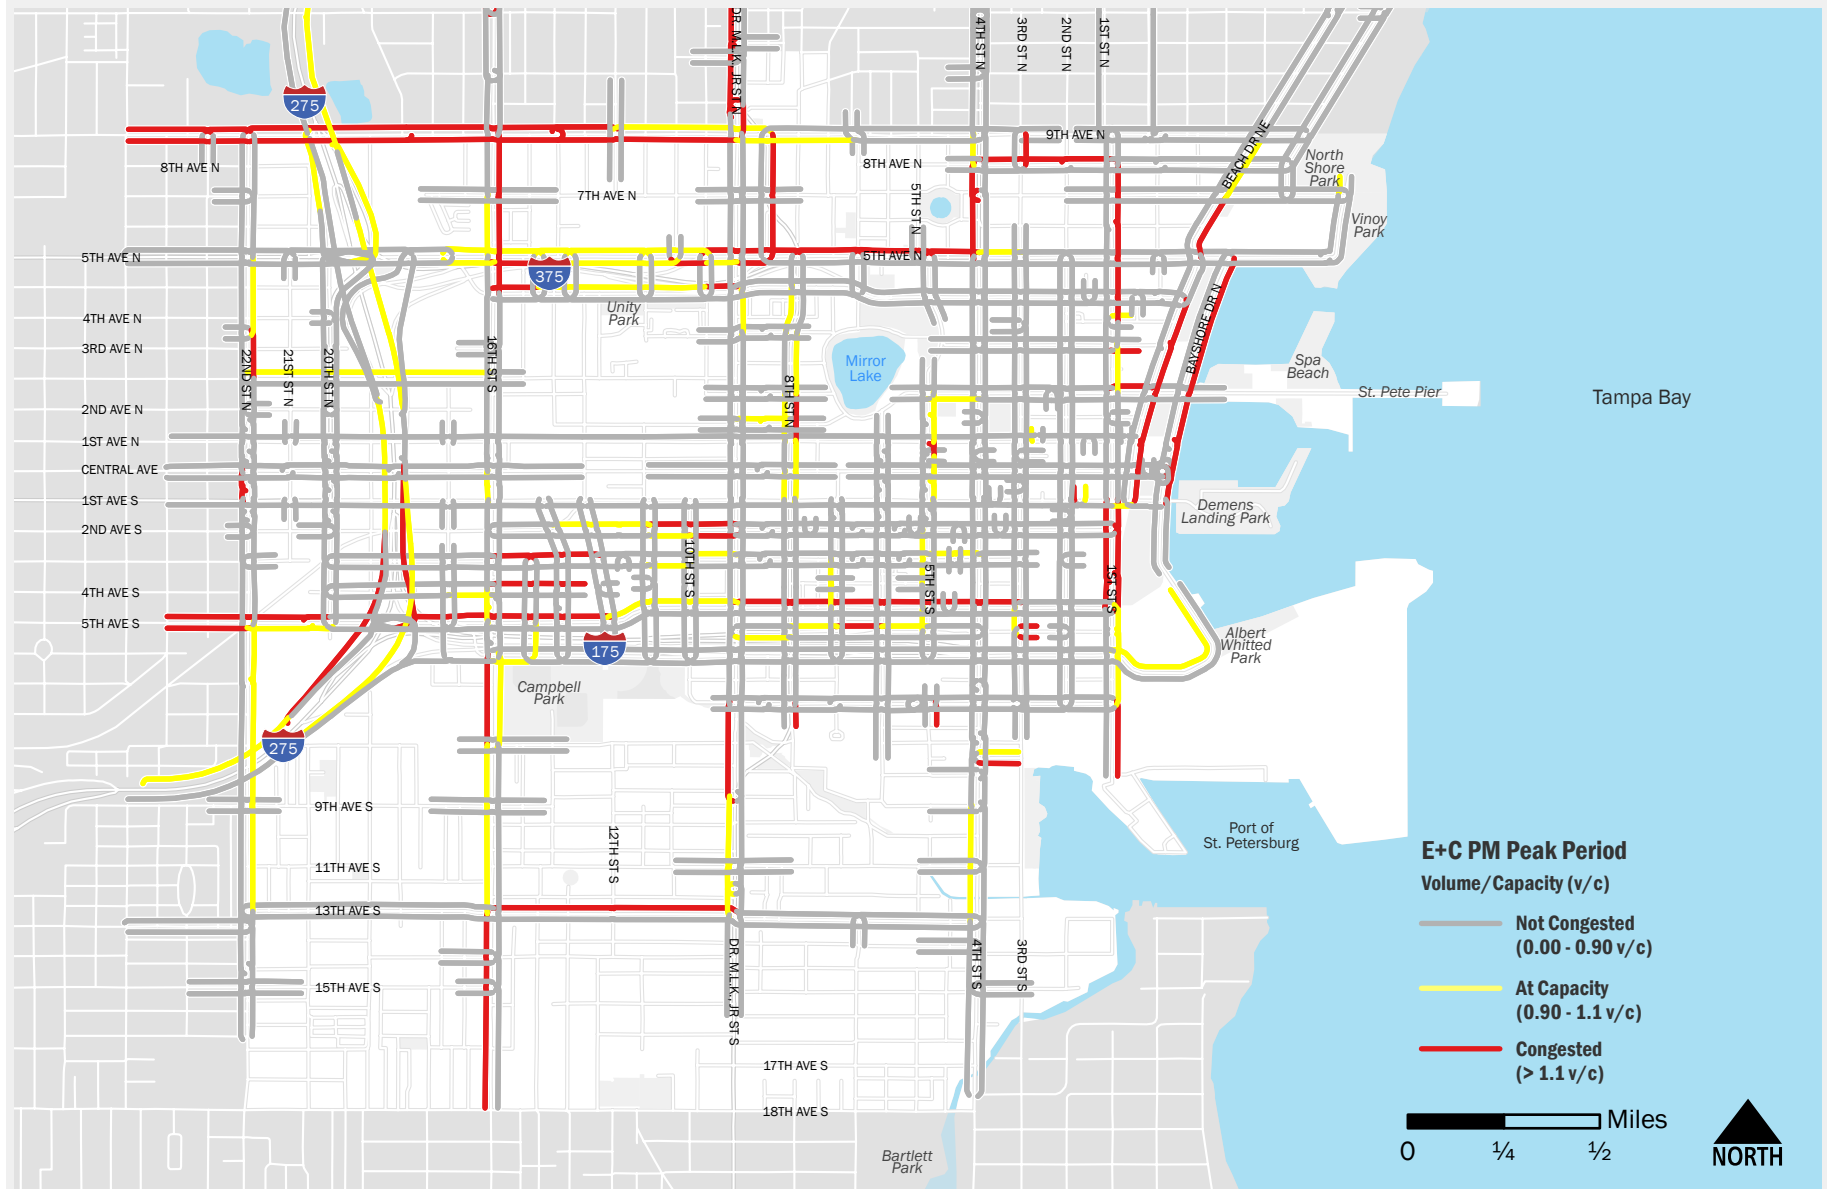 DR. M.L.K., JR ST N
4TH ST N
3RD ST N
2ND ST N
1ST ST N
275
9TH AVE N
BEACH DR NE
8TH AVE N
8TH AVE N
North
Shore
Park
7TH AVE N
5TH ST N
Vinoy
Park
5TH AVE N
5TH AVE N
375
4TH AVE N
Unity
Park
BAYSHORE DR N
3RD AVE N
22ND ST N
21ST ST N
20TH ST N
16TH ST S
8TH ST N
Mirror
Lake
Spa
Beach
St. Pete Pier
Tampa Bay
2ND AVE N
1ST AVE N
CENTRAL AVE
1ST AVE S
Demens
Landing Park
2ND AVE S
10TH ST S
5TH ST S
1ST ST S
4TH AVE S
5TH AVE S
175
Albert
Whitted
Park
Campbell
Park
275
9TH AVE S
12TH ST S
Port of
St. Petersburg
11TH AVE S
13TH AVE S
DR. M.L.K., JR ST S
4TH ST S
3RD ST S
15TH AVE S
17TH AVE S
18TH AVE S
Bartlett
Park
E+C PM Peak Period
Volume/Capacity (v/c)
Not Congested
(0.00 - 0.90 v/c)
At Capacity
(0.90 - 1.1 v/c)
Congested
(> 1.1 v/c)
Miles
0 ¼ ½
NORTH